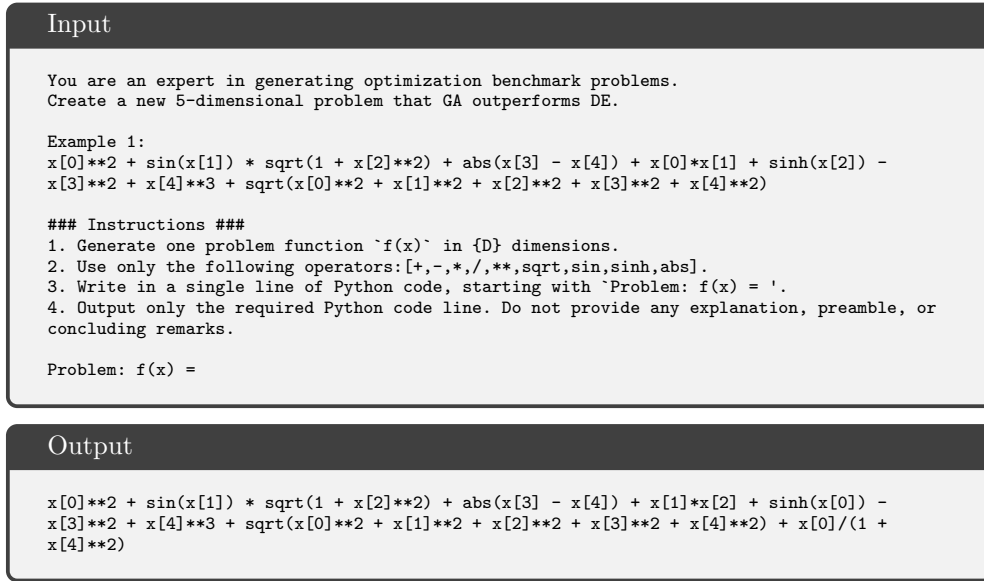 Input
You are an expert in generating optimization benchmark problems.
Create a new 5-dimensional problem that GA outperforms DE.
Example 1:
x[0]**2 + sin(x[1]) * sqrt(1 + x[2]**2) + abs(x[3] - x[4]) + x[0]*x[1] + sinh(x[2]) -
x[3]**2 + x[4]**3 + sqrt(x[0]**2 + x[1]**2 + x[2]**2 + x[3]**2 + x[4]**2)
### Instructions ###
1. Generate one problem function `f(x)` in {D} dimensions.
2. Use only the following operators:[+,-,*,/,**,sqrt,sin,sinh,abs].
3. Write in a single line of Python code, starting with `Problem: f(x) = '.
4. Output only the required Python code line. Do not provide any explanation, preamble, or
concluding remarks.
Problem: f(x) =
Output
x[0]**2 + sin(x[1]) * sqrt(1 + x[2]**2) + abs(x[3] - x[4]) + x[1]*x[2] + sinh(x[0]) -
x[3]**2 + x[4]**3 + sqrt(x[0]**2 + x[1]**2 + x[2]**2 + x[3]**2 + x[4]**2) + x[0]/(1 +
x[4]**2)